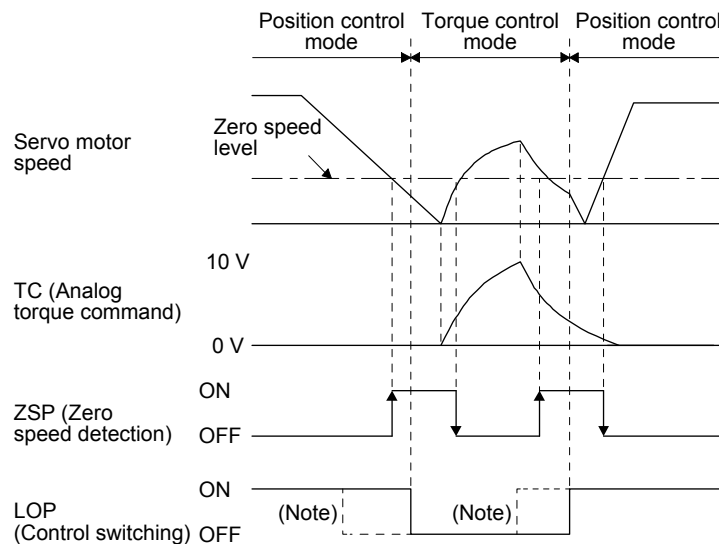 Position control
mode
Torque control
mode
Position control
mode
Servo motor
speed
Zero speed
level
10 V
TC (Analog
torque command)
0 V
ON
ZSP (Zero
speed detection)
OFF
ON
LOP
(Control switching)
(Note)
(Note)
OFF